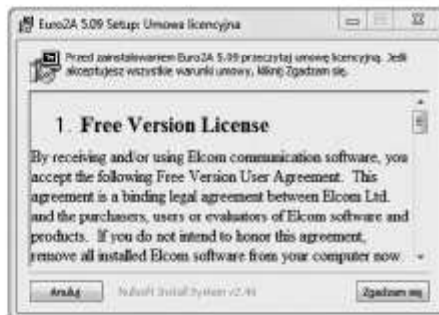 Euro2A 5.09 Setup: Umowa licencyjna
Przed zainstalowaniem Euro2A 5.09 przeczytaj umowę licencyjną. Jeśli
akceptujesz wszystkie warunki umowy, kliknij Zgadzam się.
1. Free Version License
By receiving and/or using Elcom communication software, you
accept the following Free Version User Agreement. This
agreement is a binding legal agreement between Elcom Ltd.
and the purchasers, users or evaluators of Elcom software and
products. If you do not intend to honor this agreement,
remove all installed Elcom software from your computer now.
Anuluj
Nullsoft Install System v2.46
Zgadzam się